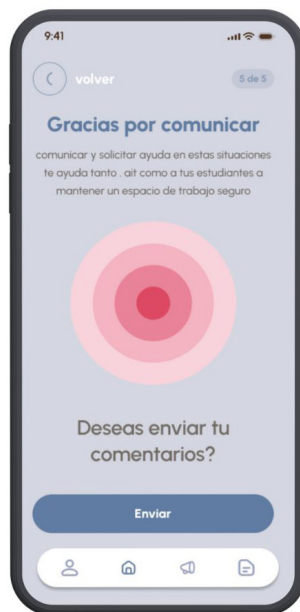 9:41
volver
5 de 5
Gracias por comunicar
comunicar y solicitar ayuda en estas situaciones
te ayuda tanto . ait como a tus estudiantes a
mantener un espacio de trabajo seguro
Deseas enviar tu
comentarios?
Enviar